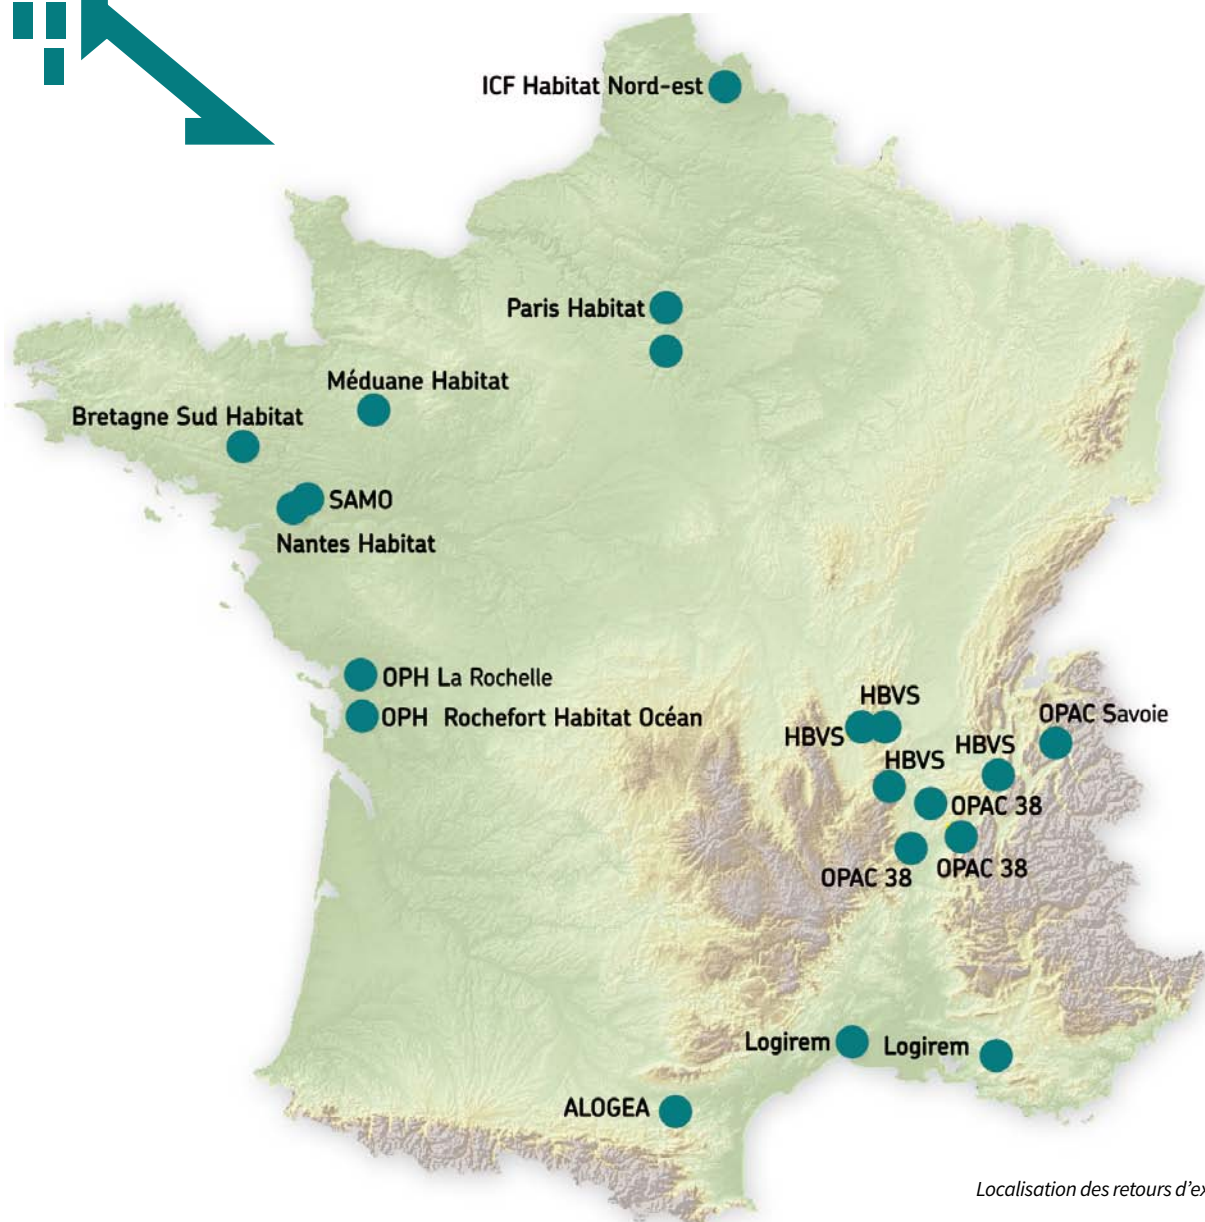 ICF Habitat Nord-est
Paris Habitat
Méduane Habitat
Bretagne Sud Habitat
SAMO
Nantes Habitat
OPH La Rochelle
OPH Rochefort Habitat Océan
HBVS
OPAC Savoie
HBVS
HBVS
HBVS
OPAC 38
OPAC 38
OPAC 38
Logirem
Logirem
ALOGEA
Localisation des retours